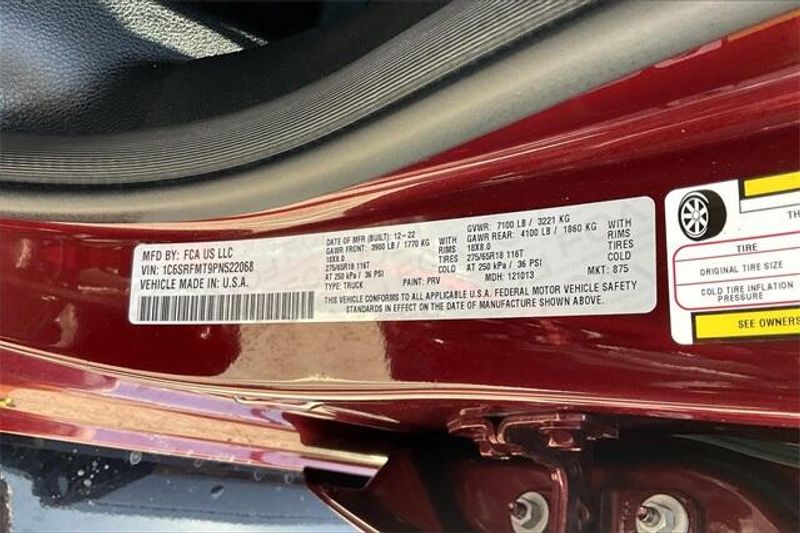 MFD BY: FCA US LLC
VIN: 1C6SRFMT9PN522068
VEHICLE MADE IN U.S.A.
DATE OF MFR (BUILT): 12-22
GAWR FRONT: 3900 LB / 1770 KG WITH
18X8.0 RIMS
275/65R18 116T
AT 250 kPa / 36 PSI COLD
TYPE: TRUCK PAINT: PRV
GVWR: 7100 LB / 3221 KG
GAWR REAR: 4100 LB / 1860 KG WITH
18X8.0 RIMS
275/65R18 116T
AT 250 kPa / 36 PSI COLD
MDH: 121013 MKT: 875
THIS VEHICLE CONFORMS TO ALL APPLICABLE U.S.A. FEDERAL MOTOR VEHICLE SAFETY
STANDARDS IN EFFECT ON THE DATE OF MANUFACTURE SHOWN ABOVE.
TIRE
ORIGINAL TIRE SIZE
COLD TIRE INFLATION
PRESSURE
SEE OWNERS